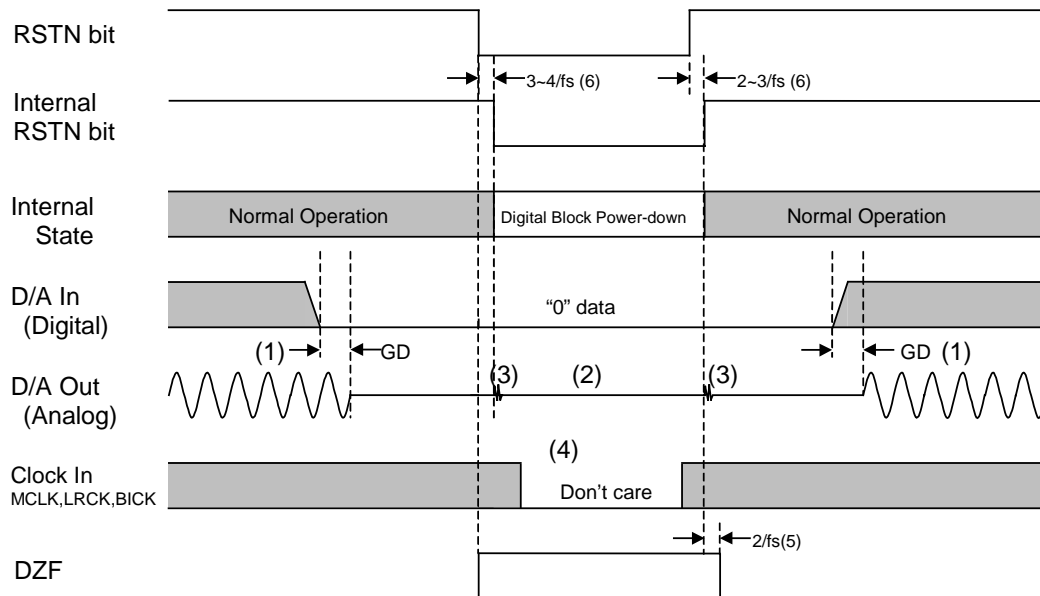 RSTN bit
3~4/fs (6)
2~3/fs (6)
Internal
RSTN bit
Internal
State
Normal Operation
Digital Block Power-down
Normal Operation
D/A In
(Digital)
“0” data
(1)
GD
GD
(1)
D/A Out
(Analog)
(3)
(2)
(3)
(4)
Clock In
MCLK,LRCK,BICK
Don’t care
2/fs(5)
DZF